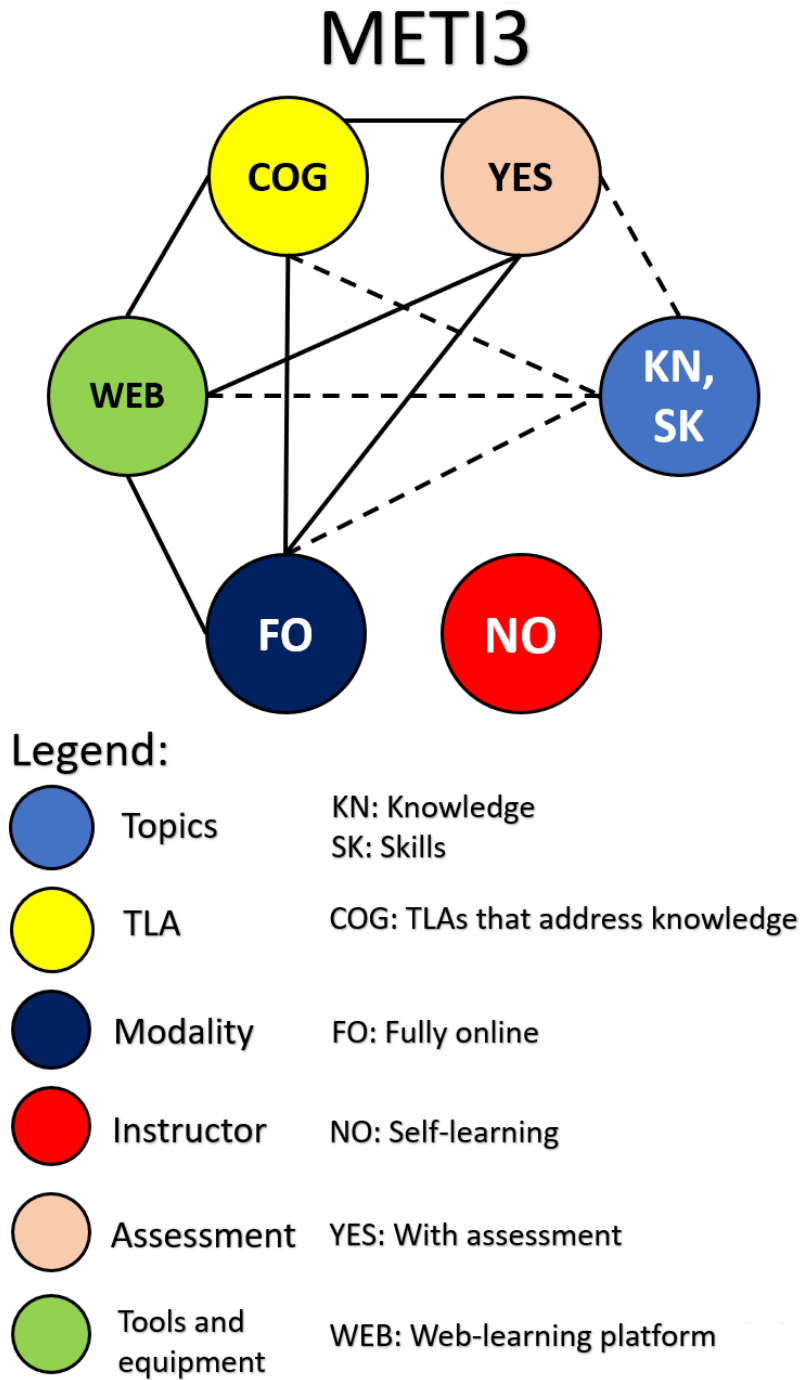 METI3
COG
YES
WEB
KN,
SK
FO
NO
Legend:
Topics
KN: Knowledge
SK: Skills
TLA
COG: TLAs that address knowledge
Modality
FO: Fully online
Instructor
NO: Self-learning
Assessment
YES: With assessment
Tools and
equipment
WEB: Web-learning platform